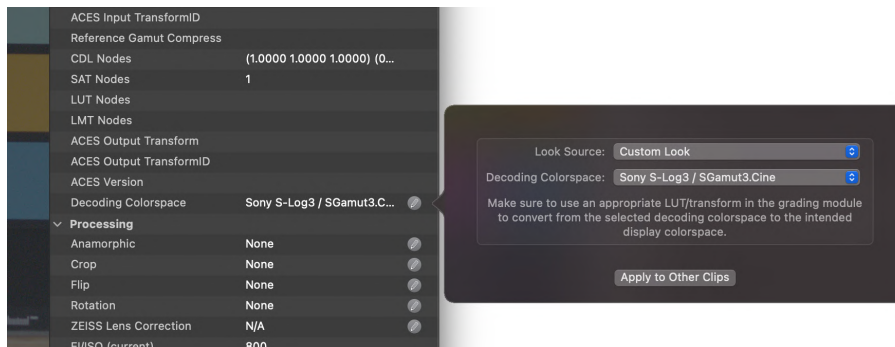 ACES Input TransformID
Reference Gamut Compress
CDL Nodes (1.0000 1.0000 1.0000) (0...
SAT Nodes 1
LUT Nodes
LMT Nodes
ACES Output Transform
ACES Output TransformID
ACES Version
Decoding Colorspace Sony S-Log3 / SGamut3.C...
Processing
Anamorphic None
Crop None
Flip None
Rotation None
ZEISS Lens Correction N/A
EI/ISO (current) 800
Look Source: Custom Look
Decoding Colorspace: Sony S-Log3 / SGamut3.Cine
Make sure to use an appropriate LUT/transform in the grading module
to convert from the selected decoding colorspace to the intended
display colorspace.
Apply to Other Clips